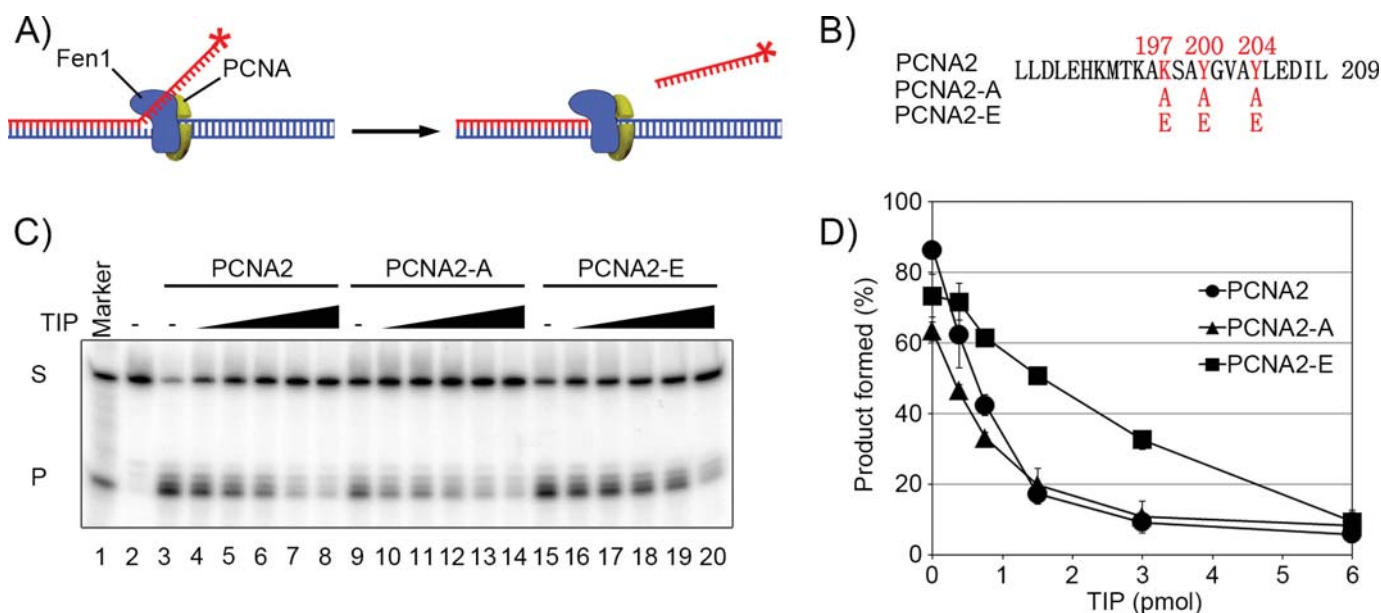 A)
Fen1
PCNA
B)
197 200 204
PCNA2 LLDLEHKMTKAKSAYGVAYLEDIL 209
PCNA2-A A A A
PCNA2-E E E E
C)
Marker
PCNA2 PCNA2-A PCNA2-E
TIP - - - -
S
P
1 2 3 4 5 6 7 8 9 10 11 12 13 14 15 16 17 18 19 20
D)
Product formed (%)
100
80
60
40
20
0
PCNA2
PCNA2-A
PCNA2-E
0 1 2 3 4 5 6
TIP (pmol)